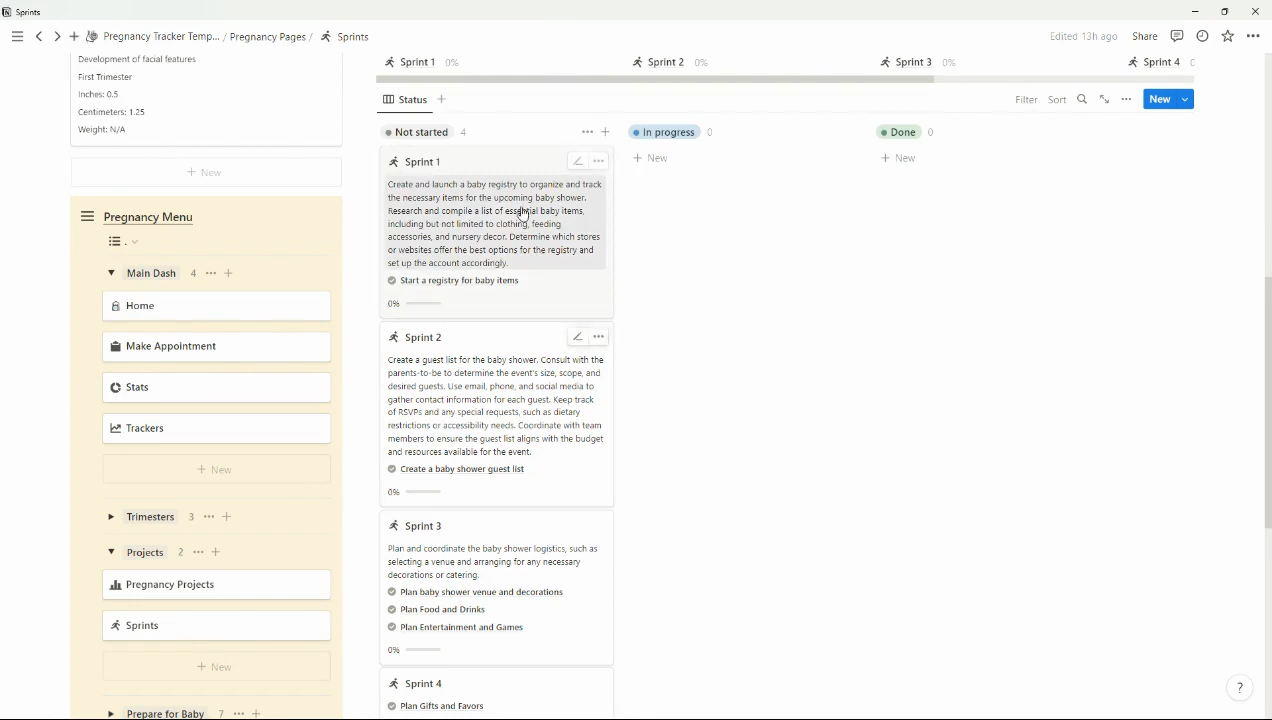 Sprints
Pregnancy Tracker Temp... / Pregnancy Pages / Sprints
Edited 13h ago Share
Development of facial features
First Trimester
Inches: 0.5
Centimeters: 1.25
Weight: N/A
+ New
Pregnancy Menu
.
Main Dash 4
Home
Make Appointment
Stats
Trackers
+ New
Trimesters 3
Projects 2
Pregnancy Projects
Sprints
+ New
Prepare for Baby 7
Sprint 1 0%
Sprint 2 0%
Sprint 3 0%
Sprint 4
Status
Filter Sort New
Not started 4
In progress 0
Done 0
+ New
+ New
Sprint 1
Create and launch a baby registry to organize and track
the necessary items for the upcoming baby shower.
Research and compile a list of essential baby items,
including but not limited to clothing, feeding
accessories, and nursery decor. Determine which stores
or websites offer the best options for the registry and
set up the account accordingly.
Start a registry for baby items
0%
Sprint 2
Create a guest list for the baby shower. Consult with the
parents-to-be to determine the event's size, scope, and
desired guests. Use email, phone, and social media to
gather contact information for each guest. Keep track
of RSVPs and any special requests, such as dietary
restrictions or accessibility needs. Coordinate with team
members to ensure the guest list aligns with the budget
and resources available for the event.
Create a baby shower guest list
0%
Sprint 3
Plan and coordinate the baby shower logistics, such as
selecting a venue and arranging for any necessary
decorations or catering.
Plan baby shower venue and decorations
Plan Food and Drinks
Plan Entertainment and Games
0%
Sprint 4
Plan Gifts and Favors
?